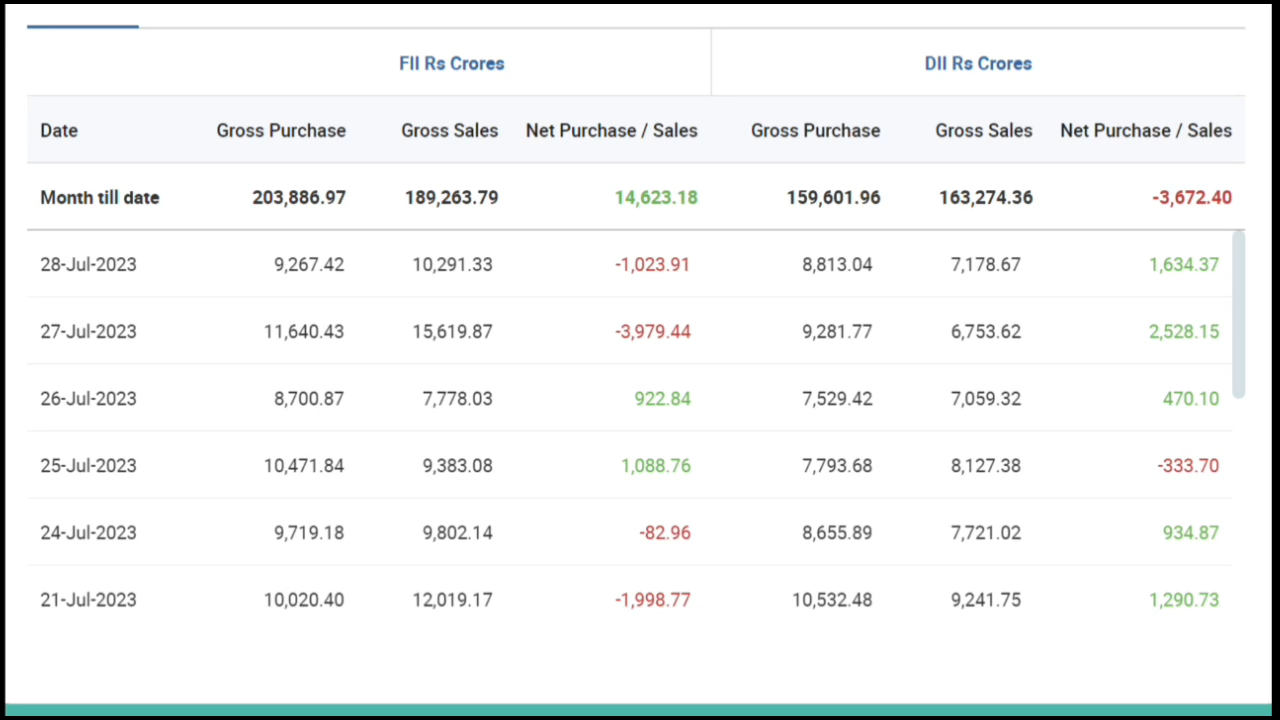 FII Rs Crores DII Rs Crores
Date Gross Purchase Gross Sales Net Purchase / Sales Gross Purchase Gross Sales Net Purchase / Sales
Month till date 203,886.97 189,263.79 14,623.18 159,601.96 163,274.36 -3,672.40
28-Jul-2023 9,267.42 10,291.33 -1,023.91 8,813.04 7,178.67 1,634.37
27-Jul-2023 11,640.43 15,619.87 -3,979.44 9,281.77 6,753.62 2,528.15
26-Jul-2023 8,700.87 7,778.03 922.84 7,529.42 7,059.32 470.10
25-Jul-2023 10,471.84 9,383.08 1,088.76 7,793.68 8,127.38 -333.70
24-Jul-2023 9,719.18 9,802.14 -82.96 8,655.89 7,721.02 934.87
21-Jul-2023 10,020.40 12,019.17 -1,998.77 10,532.48 9,241.75 1,290.73